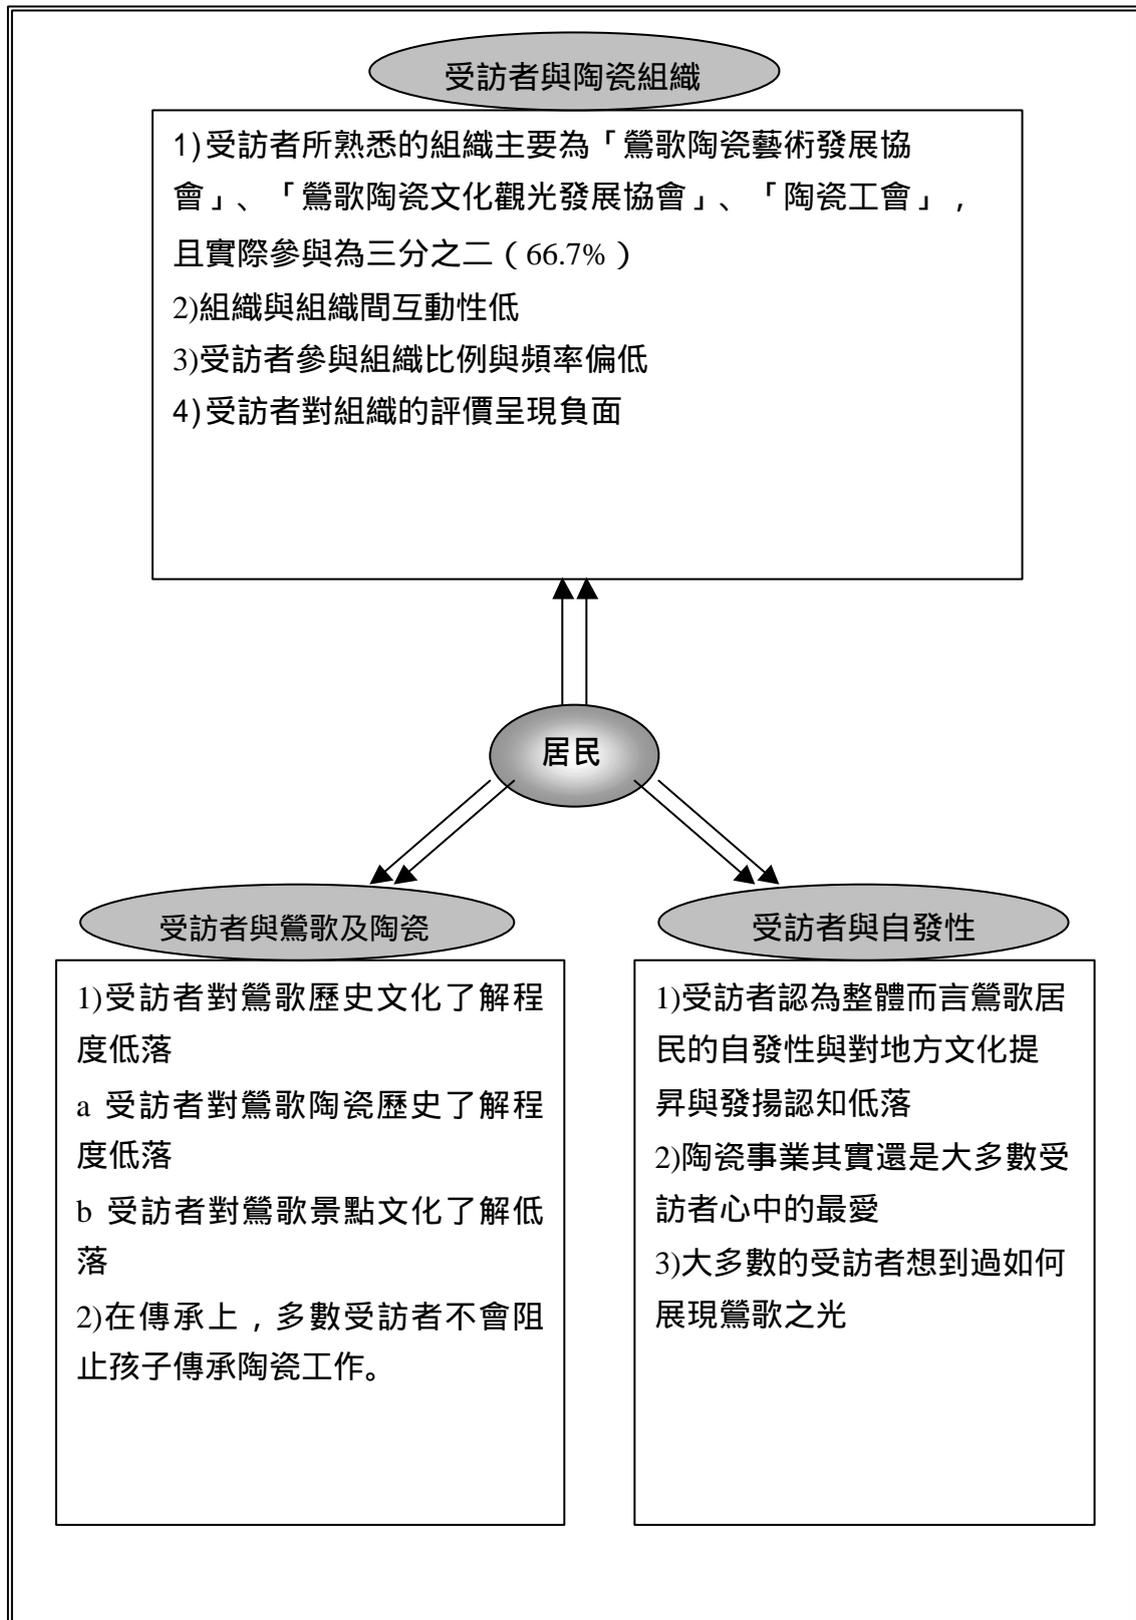 受訪者與陶瓷組織
1)受訪者所熟悉的組織主要為「鶯歌陶瓷藝術發展協
會」、「鶯歌陶瓷文化觀光發展協會」、「陶瓷工會」，
且實際參與為三分之二（66.7%）
2)組織與組織間互動性低
3)受訪者參與組織比例與頻率偏低
4)受訪者對組織的評價呈現負面
居民
受訪者與鶯歌及陶瓷
1)受訪者對鶯歌歷史文化了解程
度低落
a 受訪者對鶯歌陶瓷歷史了解程
度低落
b 受訪者對鶯歌景點文化了解低
落
2)在傳承上，多數受訪者不會阻
止孩子傳承陶瓷工作。
受訪者與自發性
1)受訪者認為整體而言鶯歌居
民的自發性與對地方文化提
昇與發揚認知低落
2)陶瓷事業其實還是大多數受
訪者心中的最愛
3)大多數的受訪者想到過如何
展現鶯歌之光